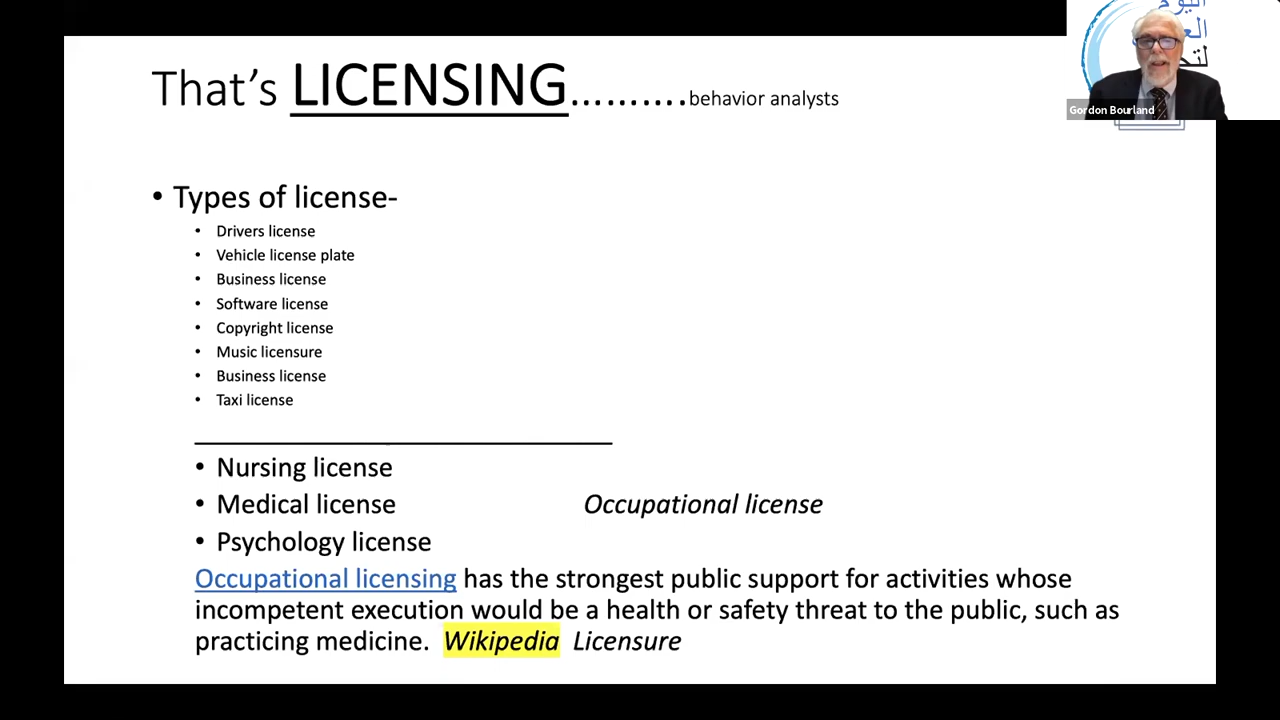 That's LICENSING..........behavior analysts
• Types of license-
• Drivers license
• Vehicle license plate
• Business license
• Software license
• Copyright license
• Music licensure
• Business license
• Taxi license
• Nursing license
• Medical license
Occupational license
• Psychology license
Occupational licensing has the strongest public support for activities whose
incompetent execution would be a health or safety threat to the public, such as
practicing medicine. Wikipedia Licensure
اليوم
Gordon Bourland